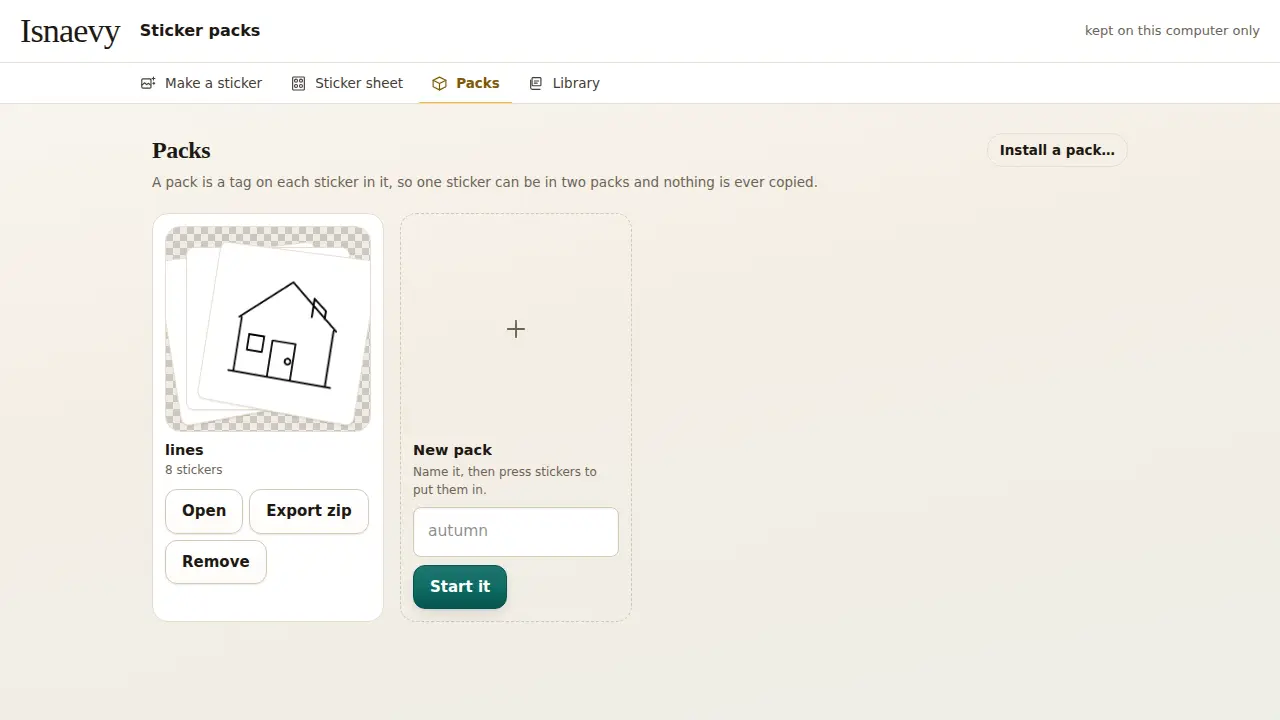 Isnaevy
Sticker packs
kept on this computer only
Make a sticker
Sticker sheet
Packs
Library
Packs
Install a pack…
A pack is a tag on each sticker in it, so one sticker can be in two packs and nothing is ever copied.
lines
8 stickers
Open
Export zip
Remove
New pack
Name it, then press stickers to
put them in.
autumn
Start it